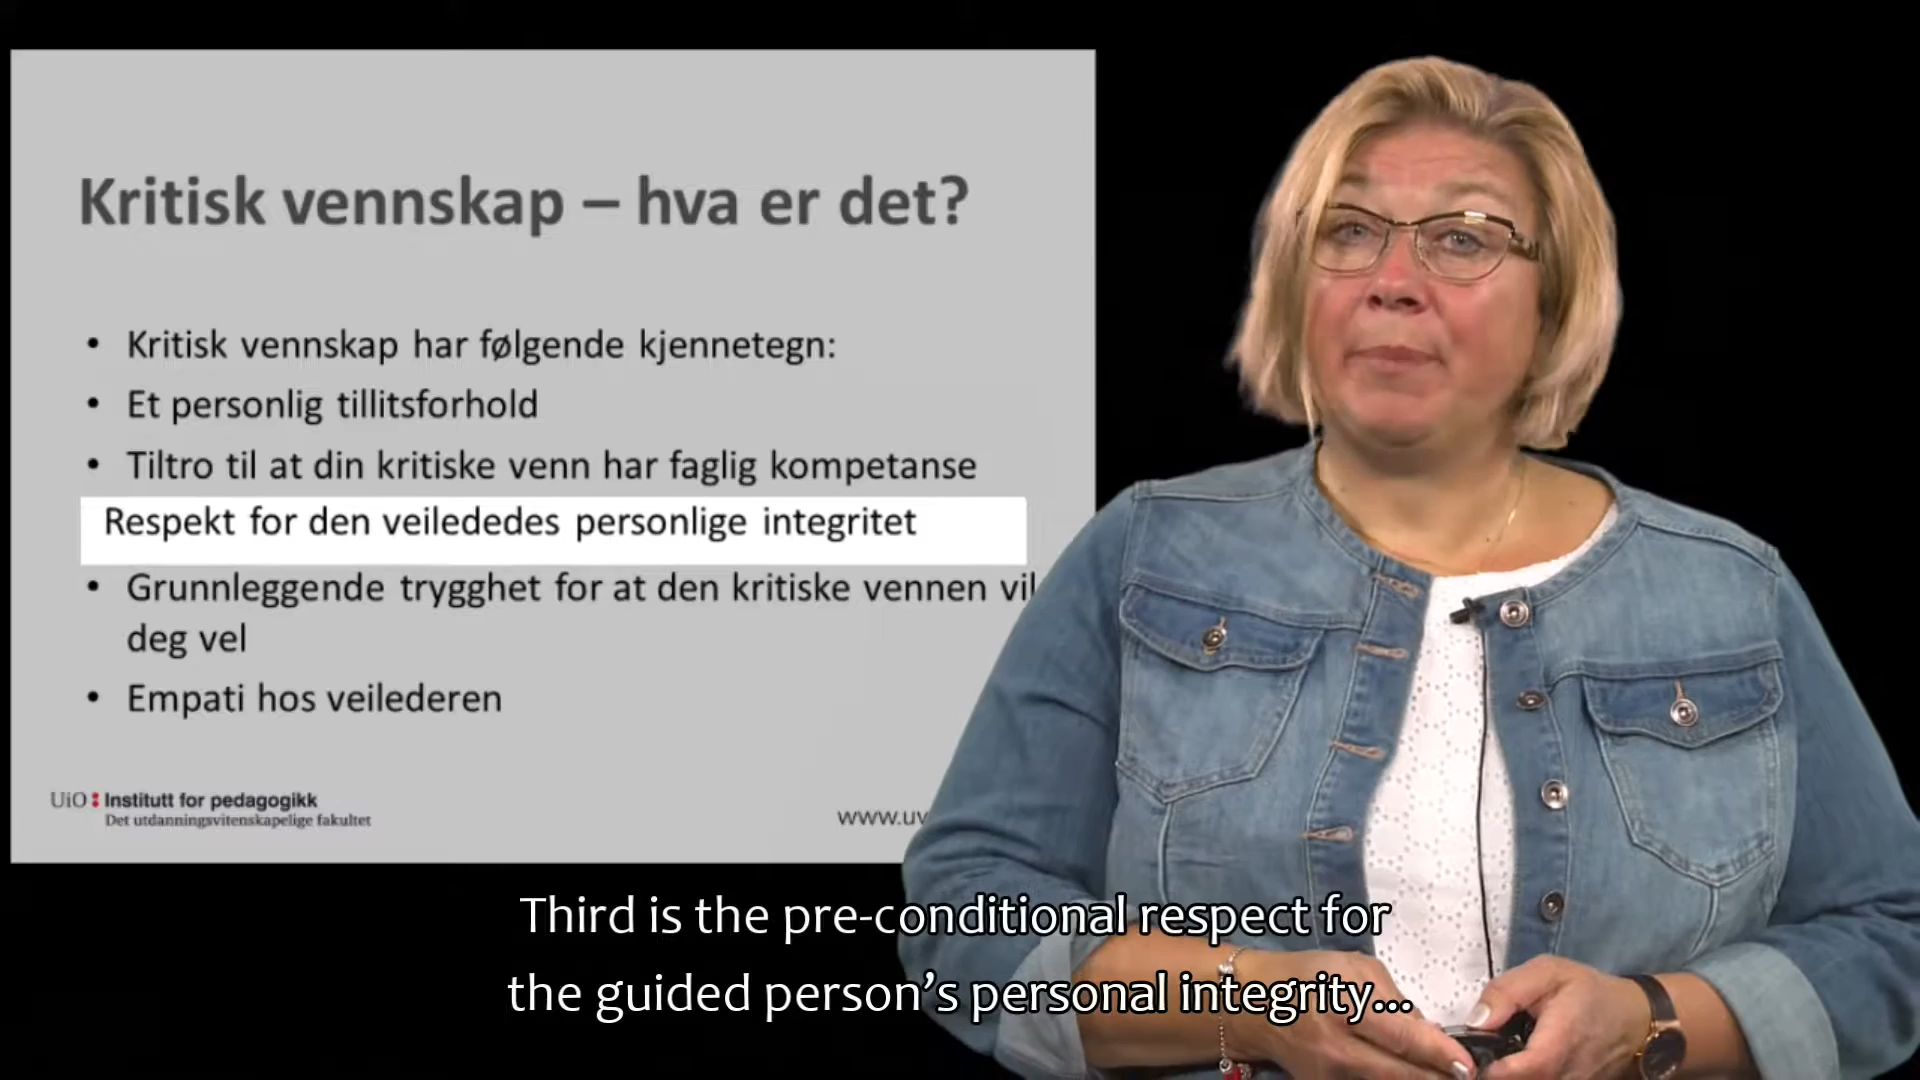 Kritisk vennskap – hva er det?
• Kritisk vennskap har følgende kjennetegn:
• Et personlig tillitsforhold
• Tiltro til at din kritiske venn har faglig kompetanse
Respekt for den veilededes personlige integritet
• Grunnleggende trygghet for at den kritiske vennen vil
deg vel
• Empati hos veilederen
UiO Institutt for pedagogikk
Det utdanningsvitenskapelige fakultet
www.uv
Third is the pre-conditional respect for
the guided person’s personal integrity...